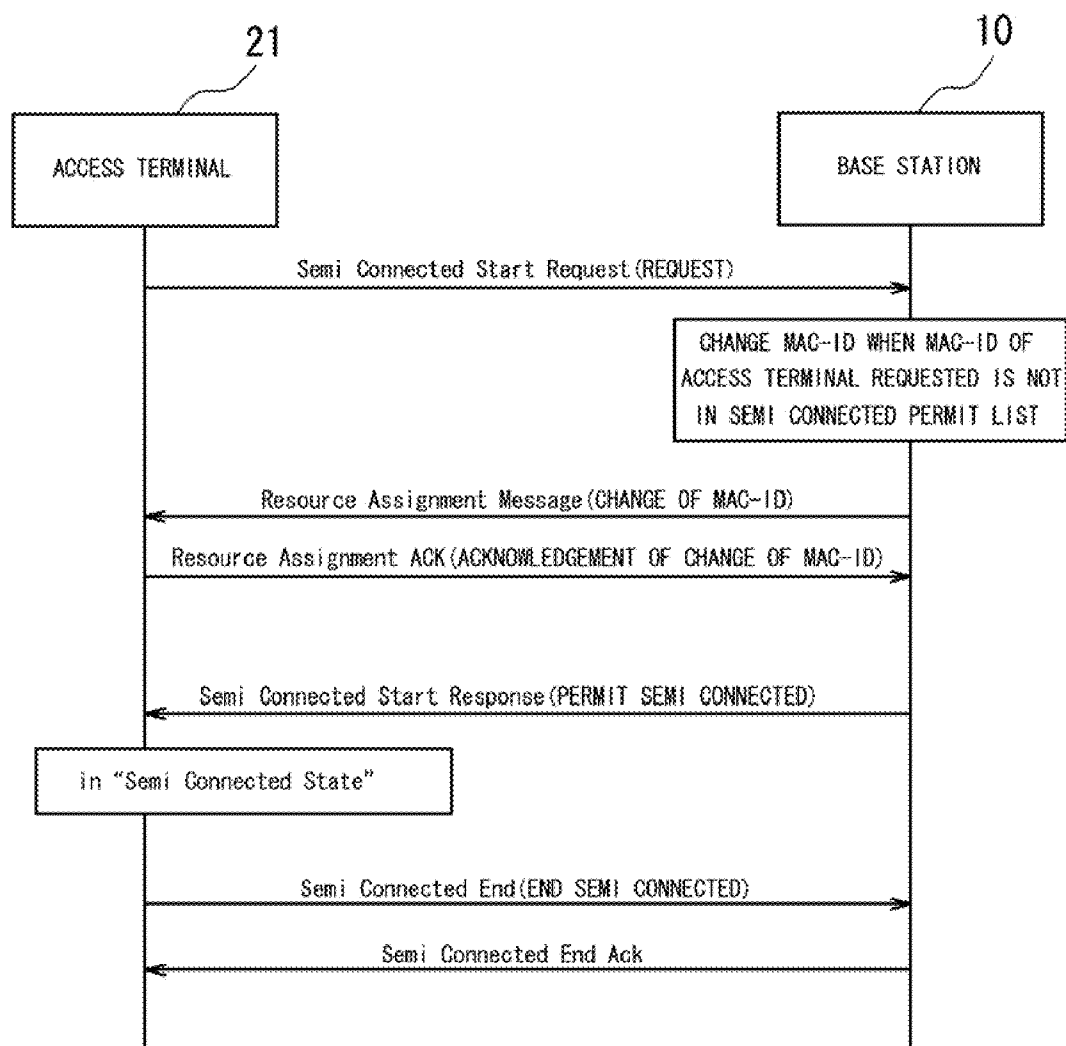 21
10
ACCESS TERMINAL
BASE STATION
Semi Connected Start Request(REQUEST)
CHANGE MAC-ID WHEN MAC-ID OF
ACCESS TERMINAL REQUESTED IS NOT
IN SEMI CONNECTED PERMIT LIST
Resource Assignment Message(CHANGE OF MAC-ID)
Resource Assignment ACK(ACKNOWLEDGEMENT OF CHANGE OF MAC-ID)
Semi Connected Start Response(PERMIT SEMI CONNECTED)
in “Semi Connected State”
Semi Connected End(END SEMI CONNECTED)
Semi Connected End Ack